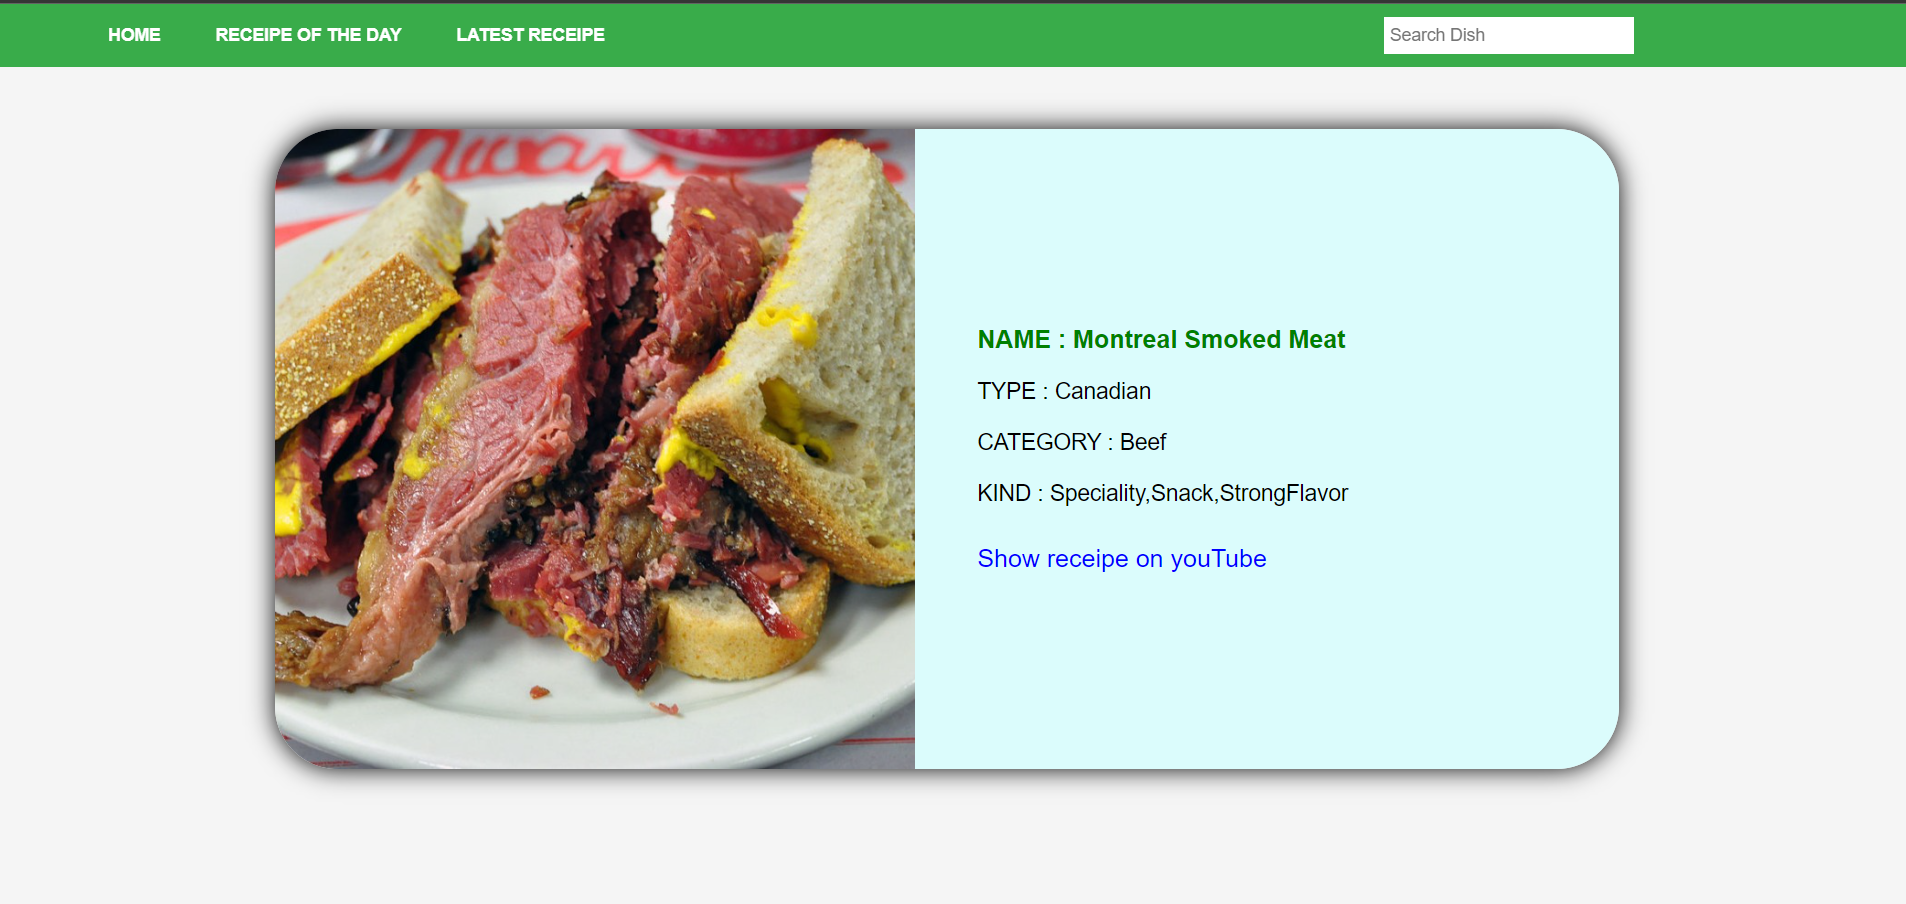 HOME RECEIPE OF THE DAY LATEST RECEIPE Search Dish
NAME : Montreal Smoked Meat
TYPE : Canadian
CATEGORY : Beef
KIND : Speciality,Snack,StrongFlavor
Show receipe on youTube